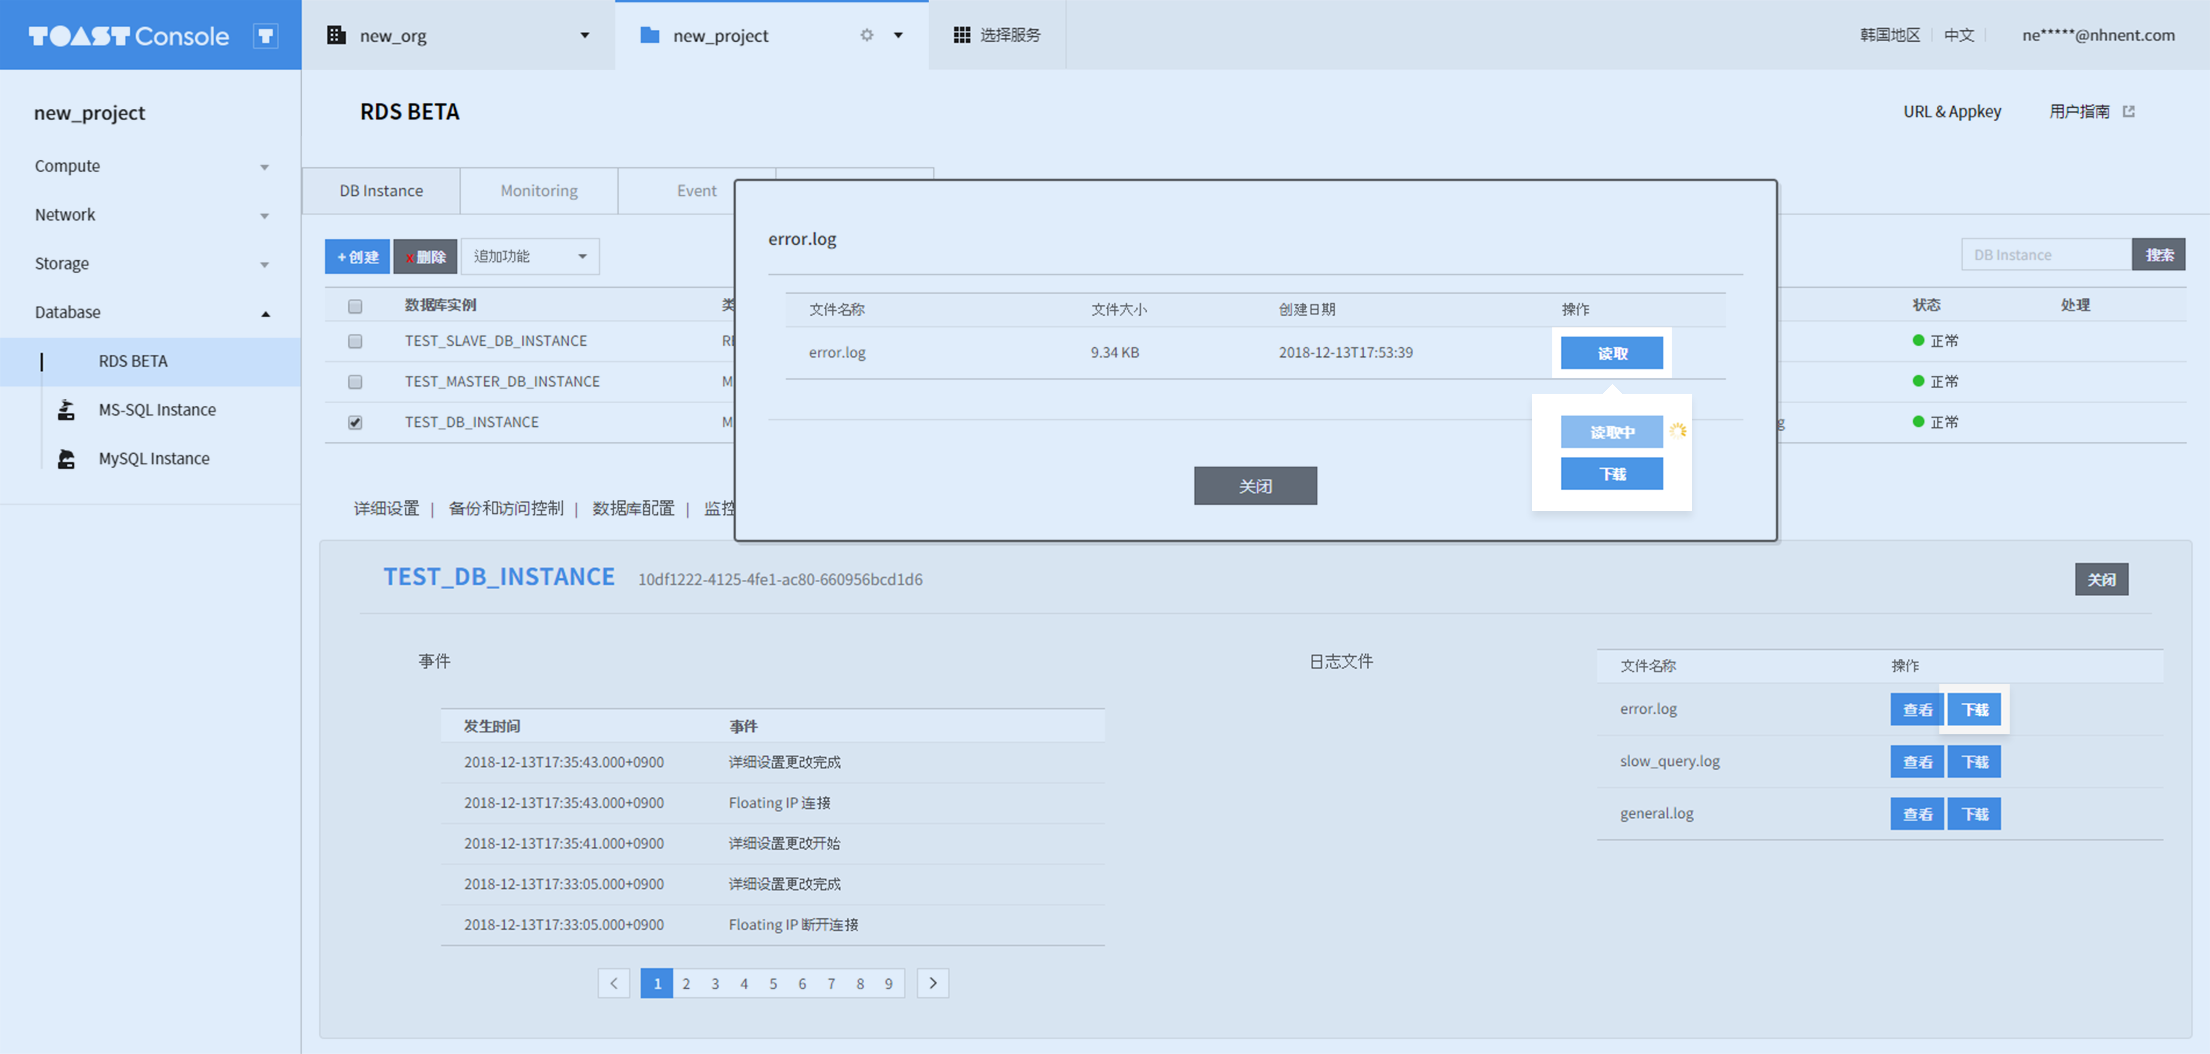 TOAST Console T
new_org
new_project
选择服务
韩国地区 中文 ne*****@nhnent.com
new_project
Compute
Network
Storage
Database
RDS BETA
MS-SQL Instance
MySQL Instance
RDS BETA
URL & Appkey 用户指南
DB Instance Monitoring Event
+ 创建 x 删除 追加功能
DB Instance 搜索
数据库实例 类 状态 处理
TEST_SLAVE_DB_INSTANCE RE 正常
TEST_MASTER_DB_INSTANCE M 正常
TEST_DB_INSTANCE M g 正常
详细设置 | 备份和访问控制 | 数据库配置 | 监控
error.log
文件名称 文件大小 创建日期 操作
error.log 9.34 KB 2018-12-13T17:53:39 读取
读取中
下载
关闭
TEST_DB_INSTANCE 10df1222-4125-4fe1-ac80-660956bcd1d6 关闭
事件
发生时间 事件
2018-12-13T17:35:43.000+0900 详细设置更改完成
2018-12-13T17:35:43.000+0900 Floating IP 连接
2018-12-13T17:35:41.000+0900 详细设置更改开始
2018-12-13T17:33:05.000+0900 详细设置更改完成
2018-12-13T17:33:05.000+0900 Floating IP 断开连接
< 1 2 3 4 5 6 7 8 9 >
日志文件
文件名称 操作
error.log 查看 下载
slow_query.log 查看 下载
general.log 查看 下载